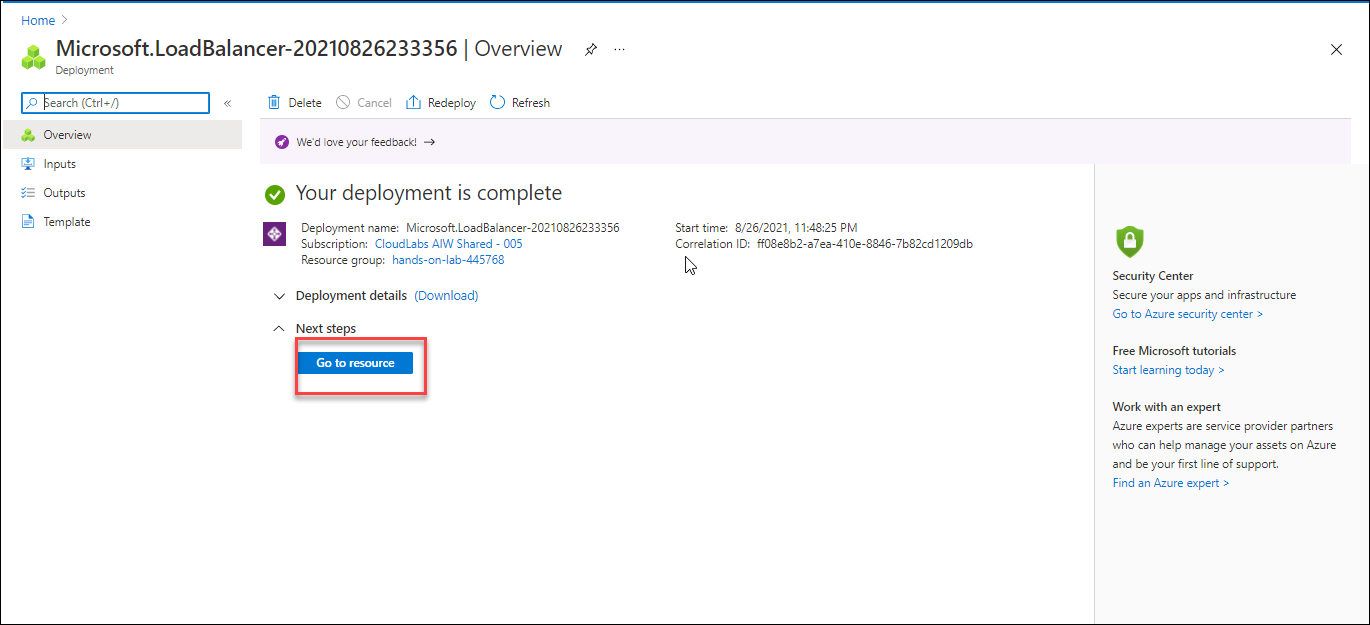 Home >
Microsoft.LoadBalancer-20210826233356 | Overview ...
Deployment
Search (Ctrl+/) «
Delete Cancel Redeploy Refresh
Overview
Inputs
Outputs
Template
We'd love your feedback! →
Your deployment is complete
Deployment name: Microsoft.LoadBalancer-20210826233356
Subscription: CloudLabs AIW Shared - 005
Resource group: hands-on-lab-445768
Start time: 8/26/2021, 11:48:25 PM
Correlation ID: ff08e8b2-a7ea-410e-8846-7b82cd1209db
Deployment details (Download)
Next steps
Go to resource
Security Center
Secure your apps and infrastructure
Go to Azure security center >
Free Microsoft tutorials
Start learning today >
Work with an expert
Azure experts are service provider partners
who can help manage your assets on Azure
and be your first line of support.
Find an Azure expert >